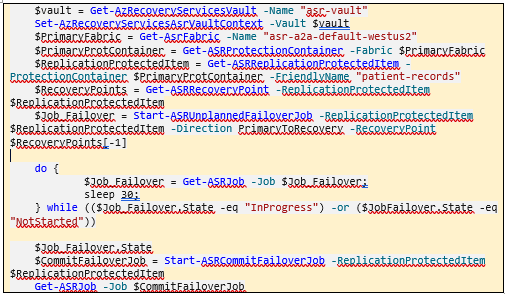 $vault = Get-AzRecoveryServicesVault -Name "asr-vault"
Set-AzRecoveryServicesAsrVaultContext -Vault $vault
$PrimaryFabric = Get-AsrFabric -Name "asr-a2a-default-westus2"
$PrimaryProtContainer = Get-ASRProtectionContainer -Fabric $PrimaryFabric
$ReplicationProtectedItem = Get-ASRReplicationProtectedItem -
ProtectionContainer $PrimaryProtContainer -FriendlyName "patient-records"
$RecoveryPoints = Get-ASRRecoveryPoint -ReplicationProtectedItem
$ReplicationProtectedItem
$Job_Failover = Start-ASRUnplannedFailoverJob -ReplicationProtectedItem
$ReplicationProtectedItem -Direction PrimaryToRecovery -RecoveryPoint
$RecoveryPoints[-1]
do {
$Job_Failover = Get-ASRJob -Job $Job_Failover;
sleep 30;
} while (($Job_Failover.State -eq "InProgress") -or ($JobFailover.State -eq
"NotStarted"))
$Job_Failover.State
$CommitFailoverJob = Start-ASRCommitFailoverJob -ReplicationProtectedItem
$ReplicationProtectedItem
Get-ASRJob -Job $CommitFailoverJob